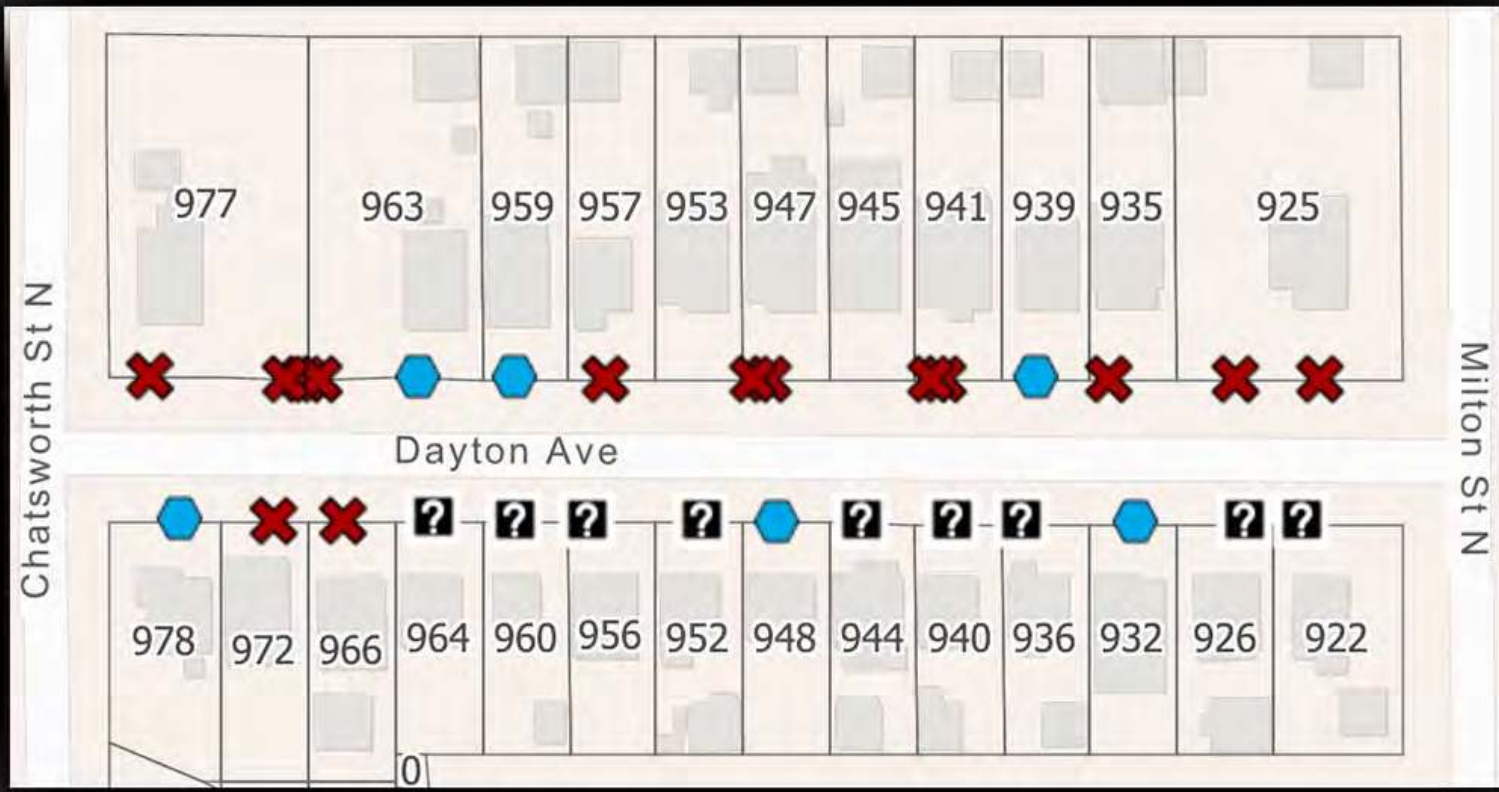 977 963 959 957 953 947 945 941 939 935 925
Chatsworth St N
Milton St N
Dayton Ave
? ? ? ? ? ? ? ? ?
978 972 966 964 960 956 952 948 944 940 936 932 926 922
0